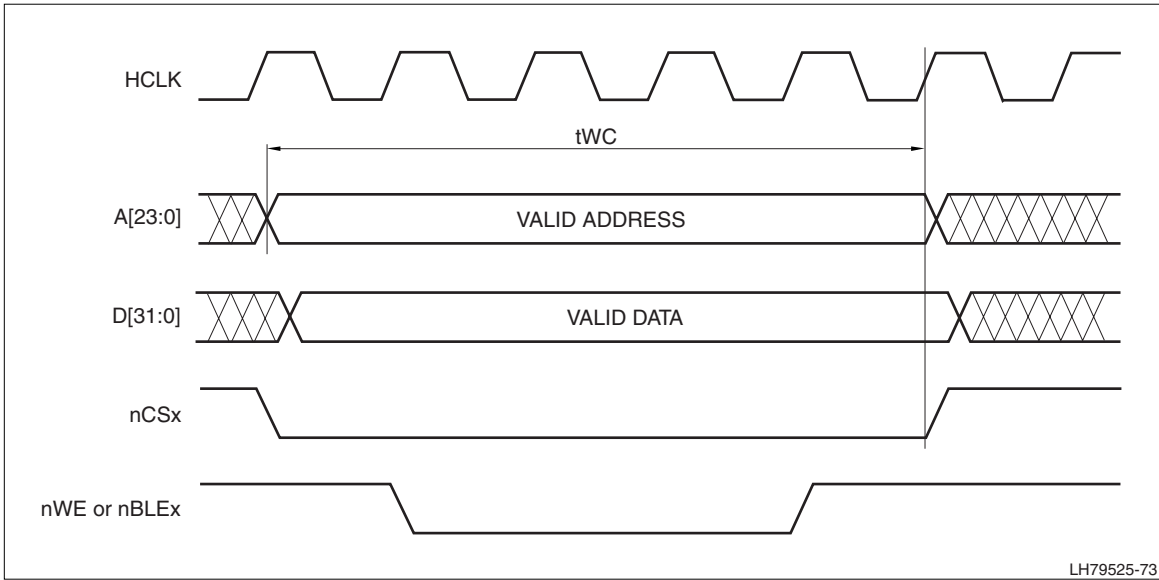 HCLK
tWC
A[23:0]
VALID ADDRESS
D[31:0]
VALID DATA
nCSx
nWE or nBLEx
LH79525-73